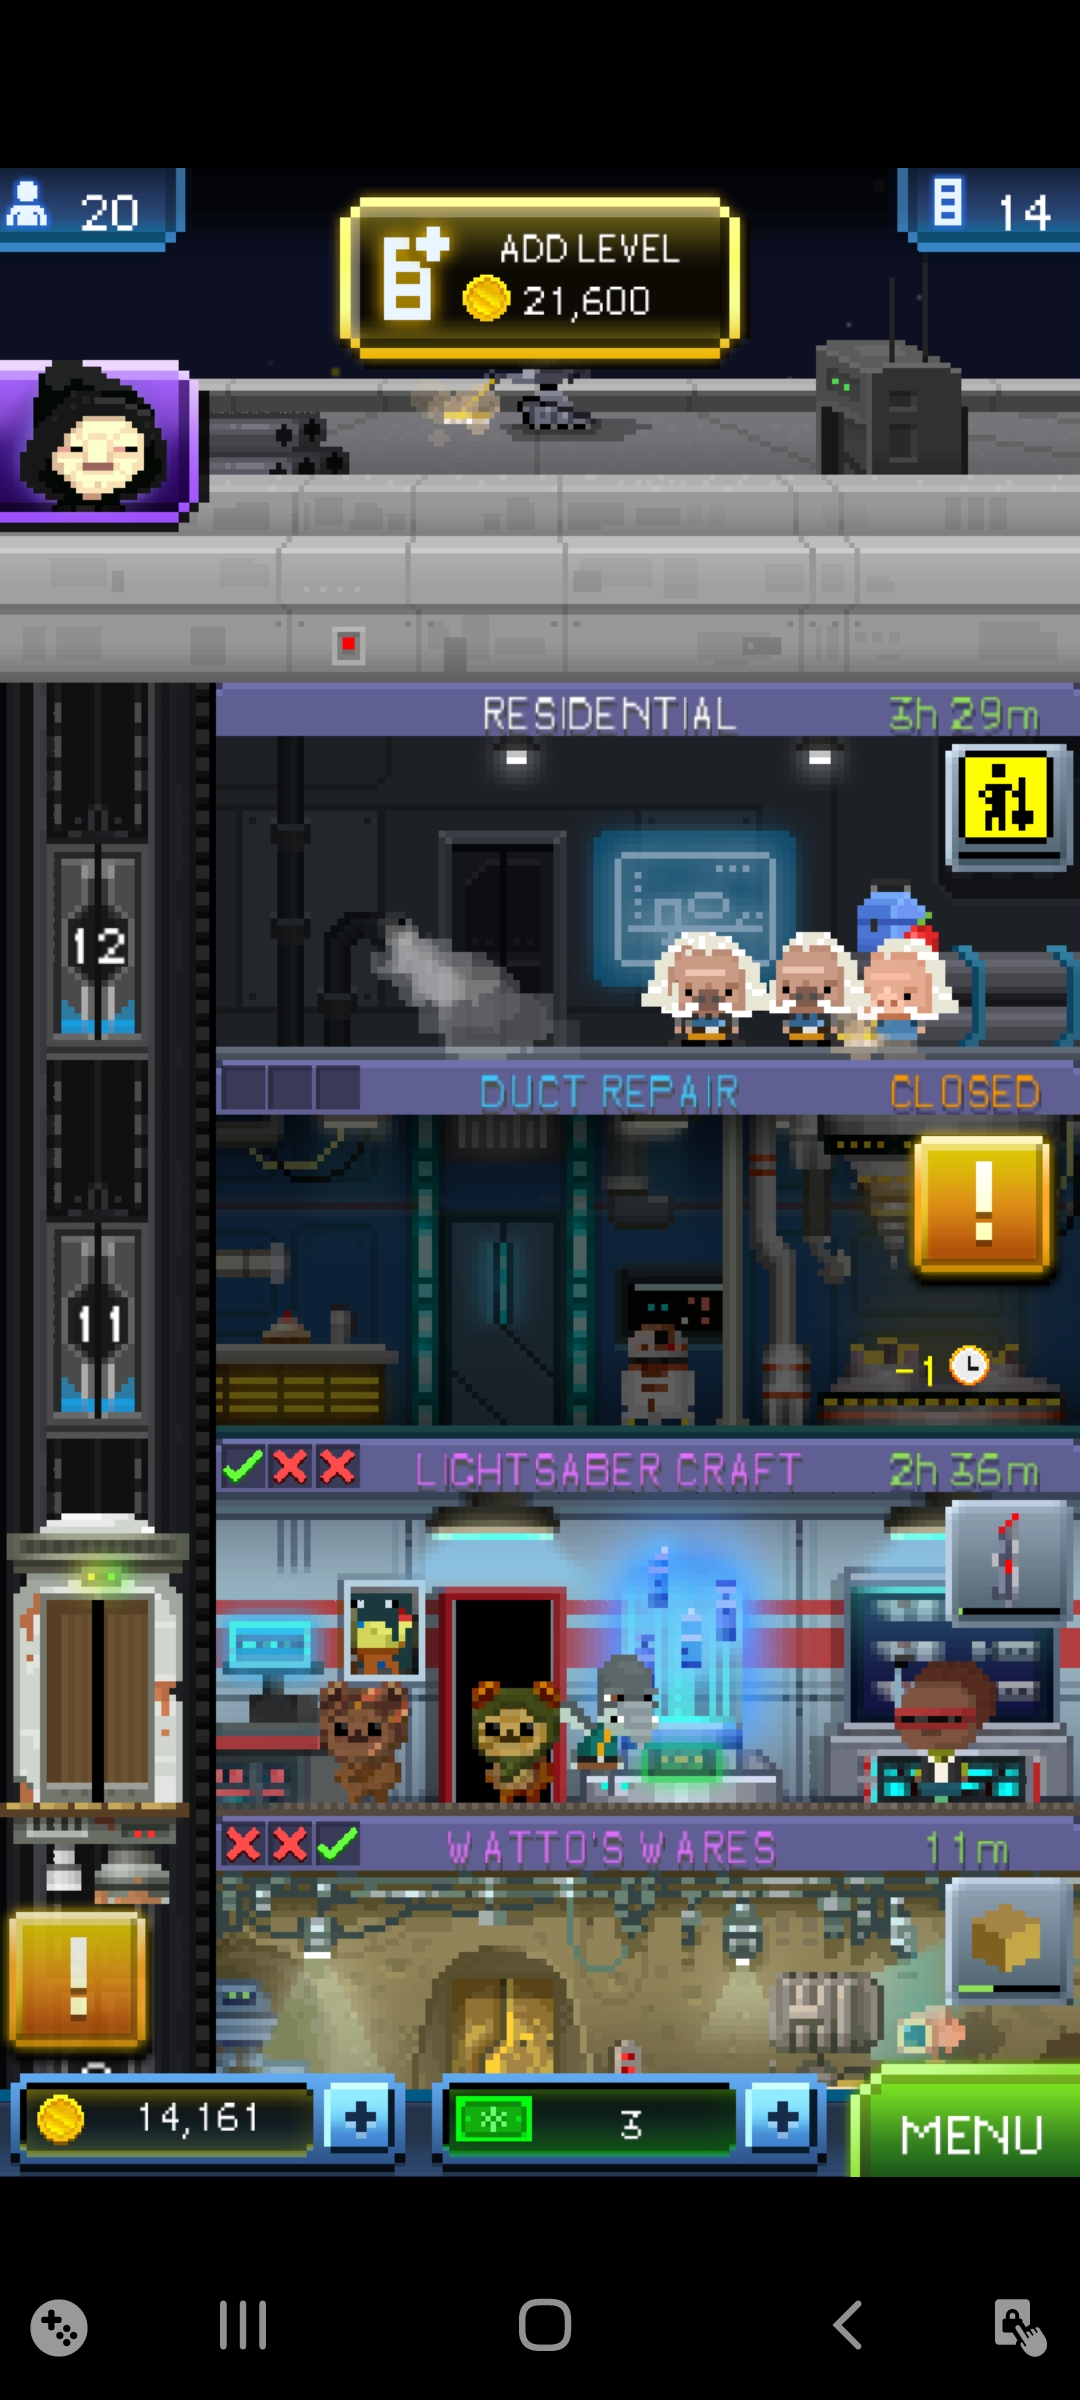 20
ADD LEVEL
21,600
14
RESIDENTIAL 3h 29m
12
DUCT REPAIR CLOSED
!
11
-1
LIGHTSABER CRAFT 2h 36m
WATTO'S WARES 11m
!
14,161 +
3 +
MENU